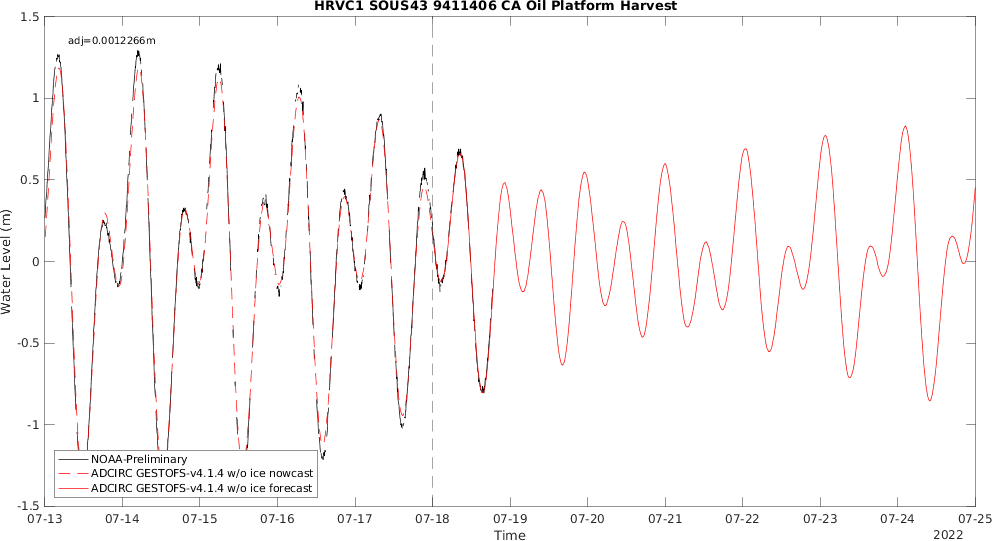 HRVC1 SOUS43 9411406 CA Oil Platform Harvest
1.5
adj=0.0012266m
1
0.5
0
-0.5
-1
-1.5
Water Level (m)
NOAA-Preliminary
ADCIRC GESTOFS-v4.1.4 w/o ice nowcast
ADCIRC GESTOFS-v4.1.4 w/o ice forecast
07-13 07-14 07-15 07-16 07-17 07-18 07-19 07-20 07-21 07-22 07-23 07-24 07-25
Time
2022